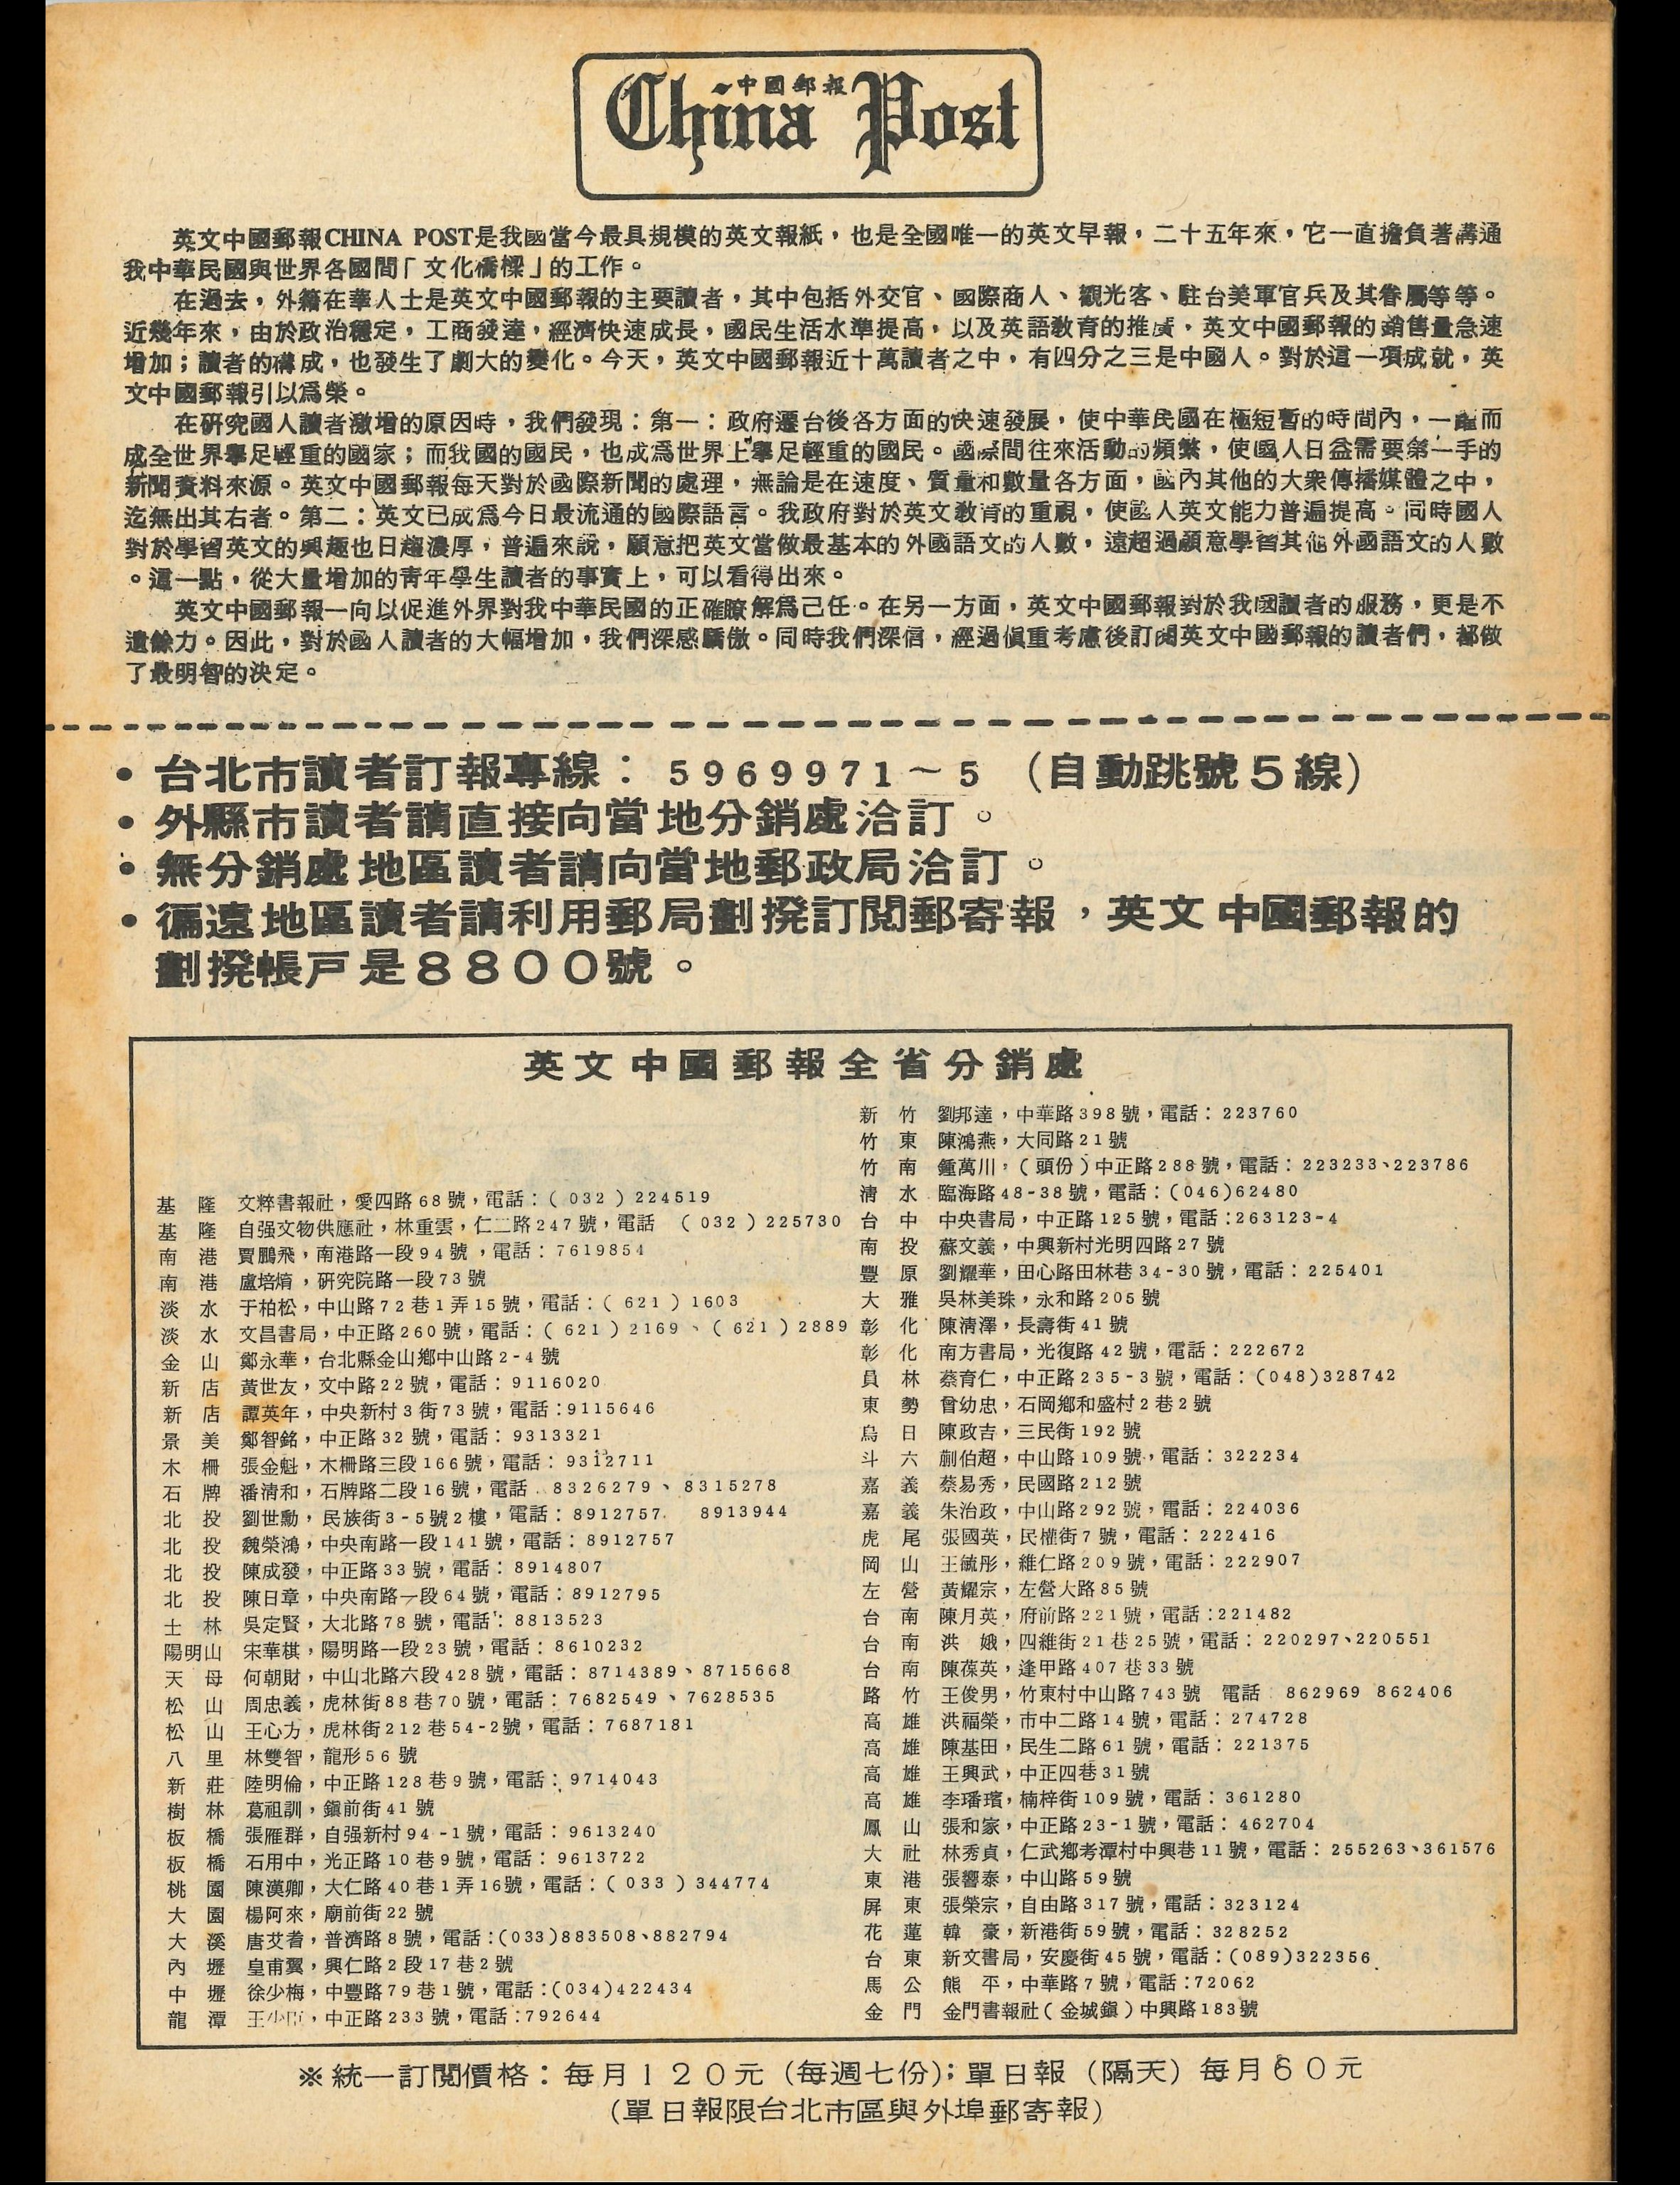 中國郵報
China Post
英文中國郵報CHINA POST是我國當今最具規模的英文報紙，也是全國唯一的英文早報，二十五年來，它一直擔負著溝通
我中華民國與世界各國間「文化橋樑」的工作。
在過去，外籍在華人士是英文中國郵報的主要讀者，其中包括外交官、國際商人、觀光客、駐台美軍官兵及其眷屬等等。
近幾年來，由於政治穩定，工商發達，經濟快速成長，國民生活水準提高，以及英語教育的推廣，英文中國郵報的銷售量急速
增加；讀者的構成，也發生了劇大的變化。今天，英文中國郵報近十萬讀者之中，有四分之三是中國人。對於這一項成就，英
文中國郵報引以爲榮。
在研究國人讀者激增的原因時，我們發現：第一：政府遷台後各方面的快速發展，使中華民國在極短暫的時間內，一躍而
成全世界舉足輕重的國家；而我國的國民，也成爲世界上舉足輕重的國民。國際間往來活動的頻繁，使國人日益需要第一手的
新聞資料來源。英文中國郵報每天對於國際新聞的處理，無論是在速度、質量和數量各方面，國內其他的大衆傳播媒體之中，
迄無出其右者。第二：英文已成爲今日最流通的國際語言。我政府對於英文教育的重視，使國人英文能力普遍提高。同時國人
對於學習英文的興趣也日趨濃厚，普遍來說，願意把英文當做最基本的外國語文的人數，遠超過願意學習其他外國語文的人數
。這一點，從大量增加的青年學生讀者的事實上，可以看得出來。
英文中國郵報一向以促進外界對我中華民國的正確瞭解爲己任。在另一方面，英文中國郵報對於我國讀者的服務，更是不
遺餘力。因此，對於國人讀者的大幅增加，我們深感驕傲。同時我們深信，經過愼重考慮後訂閱英文中國郵報的讀者們，都做
了最明智的決定。
• 台北市讀者訂報專線：5969971～5（自動跳號5線）
• 外縣市讀者請直接向當地分銷處洽訂。
• 無分銷處地區讀者請向當地郵政局洽訂。
• 徧遠地區讀者請利用郵局劃撥訂閱郵寄報，英文中國郵報的
劃撥帳戶是8800號。
英文中國郵報全省分銷處
基 隆 文粹書報社，愛四路68號，電話：(032)224519
基 隆 自强文物供應社，林重雲，仁二路247號，電話 (032)225730
南 港 賈鵬飛，南港路一段94號，電話：7619854
南 港 盧培焴，研究院路一段73號
淡 水 于柏松，中山路72巷1弄15號，電話：(621)1603
淡 水 文昌書局，中正路260號，電話：(621)2169、(621)2889
金 山 鄭永華，台北縣金山鄉中山路2-4號
新 店 黃世友，文中路22號，電話：9116020
新 店 譚英年，中央新村3街73號，電話：9115646
景 美 鄭智銘，中正路32號，電話：9313321
木 柵 張金魁，木柵路三段166號，電話：9312711
石 牌 潘清和，石牌路二段16號，電話 8326279、8315278
北 投 劉世勳，民族街3-5號2樓，電話：8912757 8913944
北 投 魏榮鴻，中央南路一段141號，電話：8912757
北 投 陳成發，中正路33號，電話：8914807
北 投 陳日章，中央南路一段64號，電話：8912795
士 林 吳定賢，大北路78號，電話：8813523
陽明山 宋華棋，陽明路一段23號，電話：8610232
天 母 何朝財，中山北路六段428號，電話：8714389、8715668
松 山 周忠義，虎林街88巷70號，電話：7682549、7628535
松 山 王心方，虎林街212巷54-2號，電話：7687181
八 里 林雙智，龍形56號
新 莊 陸明倫，中正路128巷9號，電話：9714043
樹 林 葛祖訓，鎭前街41號
板 橋 張雁群，自强新村94-1號，電話：9613240
板 橋 石用中，光正路10巷9號，電話：9613722
桃 園 陳漢卿，大仁路40巷1弄16號，電話：(033)344774
大 園 楊阿來，廟前街22號
大 溪 唐艾耆，普濟路8號，電話：(033)883508、882794
內 壢 皇甫翼，興仁路2段17巷2號
中 壢 徐少梅，中豐路79巷1號，電話：(034)422434
龍 潭 王少，中正路233號，電話：792644
新 竹 劉邦達，中華路398號，電話：223760
竹 東 陳鴻燕，大同路21號
竹 南 鍾萬川，(頭份)中正路288號，電話：223233、223786
清 水 臨海路48-38號，電話：(046)62480
台 中 中央書局，中正路125號，電話：263123-4
南 投 蘇文義，中興新村光明四路27號
豐 原 劉耀華，田心路田林巷34-30號，電話：225401
大 雅 吳林美珠，永和路205號
彰 化 陳清澤，長壽街41號
彰 化 南方書局，光復路42號，電話：222672
員 林 蔡育仁，中正路235-3號，電話：(048)328742
東 勢 曾幼忠，石岡鄉和盛村2巷2號
烏 日 陳政吉，三民街192號
斗 六 蒯伯超，中山路109號，電話：322234
嘉 義 蔡易秀，民國路212號
嘉 義 朱治政，中山路292號，電話：224036
虎 尾 張國英，民權街7號，電話：222416
岡 山 王毓彤，維仁路209號，電話：222907
左 營 黃耀宗，左營大路85號
台 南 陳月英，府前路221號，電話：221482
台 南 洪 娥，四維街21巷25號，電話：220297、220551
台 南 陳葆英，逢甲路407巷33號
路 竹 王俊男，竹東村中山路743號 電話 862969 862406
高 雄 洪福榮，市中二路14號，電話：274728
高 雄 陳基田，民生二路61號，電話：221375
高 雄 王興武，中正四巷31號
高 雄 李璠璸，楠梓街109號，電話：361280
鳳 山 張和家，中正路23-1號，電話：462704
大 社 林秀貞，仁武鄉考潭村中興巷11號，電話：255263、361576
東 港 張響泰，中山路59號
屏 東 張榮宗，自由路317號，電話：323124
花 蓮 韓 豪，新港街59號，電話：328252
台 東 新文書局，安慶街45號，電話：(089)322356
馬 公 熊 平，中華路7號，電話：72062
金 門 金門書報社(金城鎭)中興路183號
※統一訂閱價格：每月120元（每週七份）；單日報（隔天）每月60元
（單日報限台北市區與外埠郵寄報）